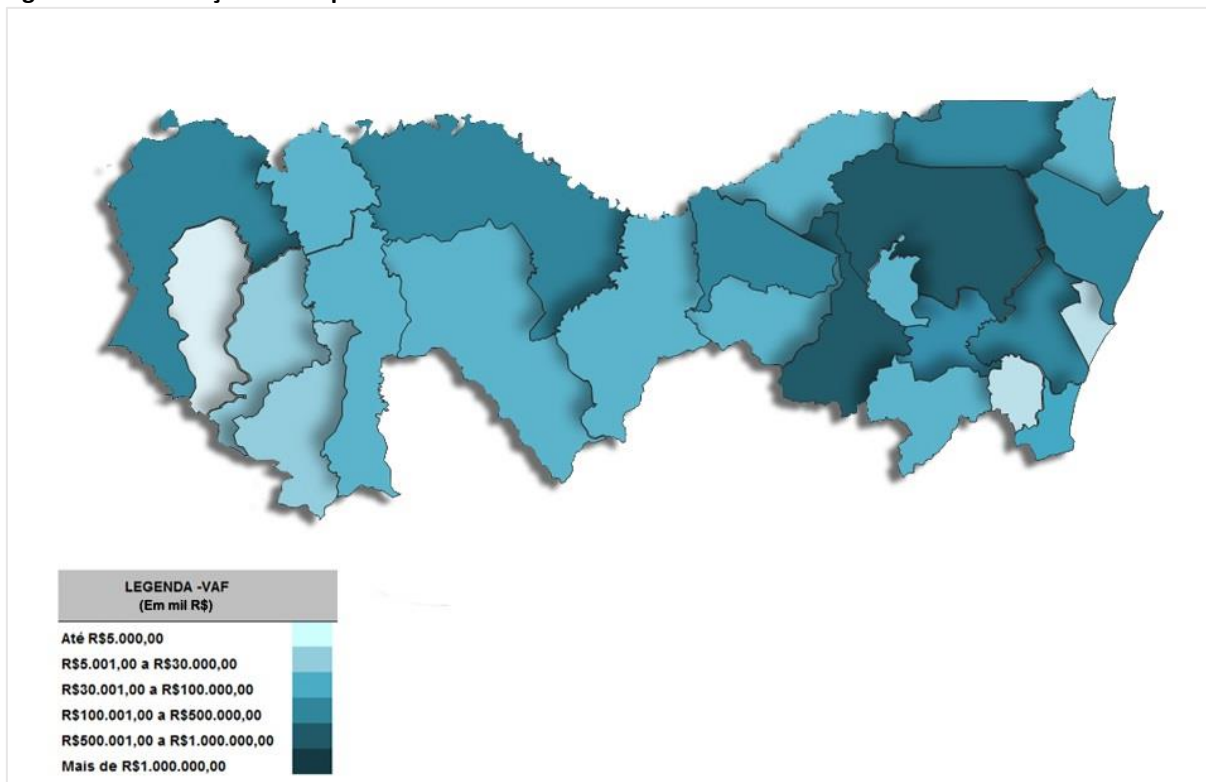 LEGENDA -VAF
(Em mil R$)
Até R$5.000,00
R$5.001,00 a R$30.000,00
R$30.001,00 a R$100.000,00
R$100.001,00 a R$500.000,00
R$500.001,00 a R$1.000.000,00
Mais de R$1.000.000,00